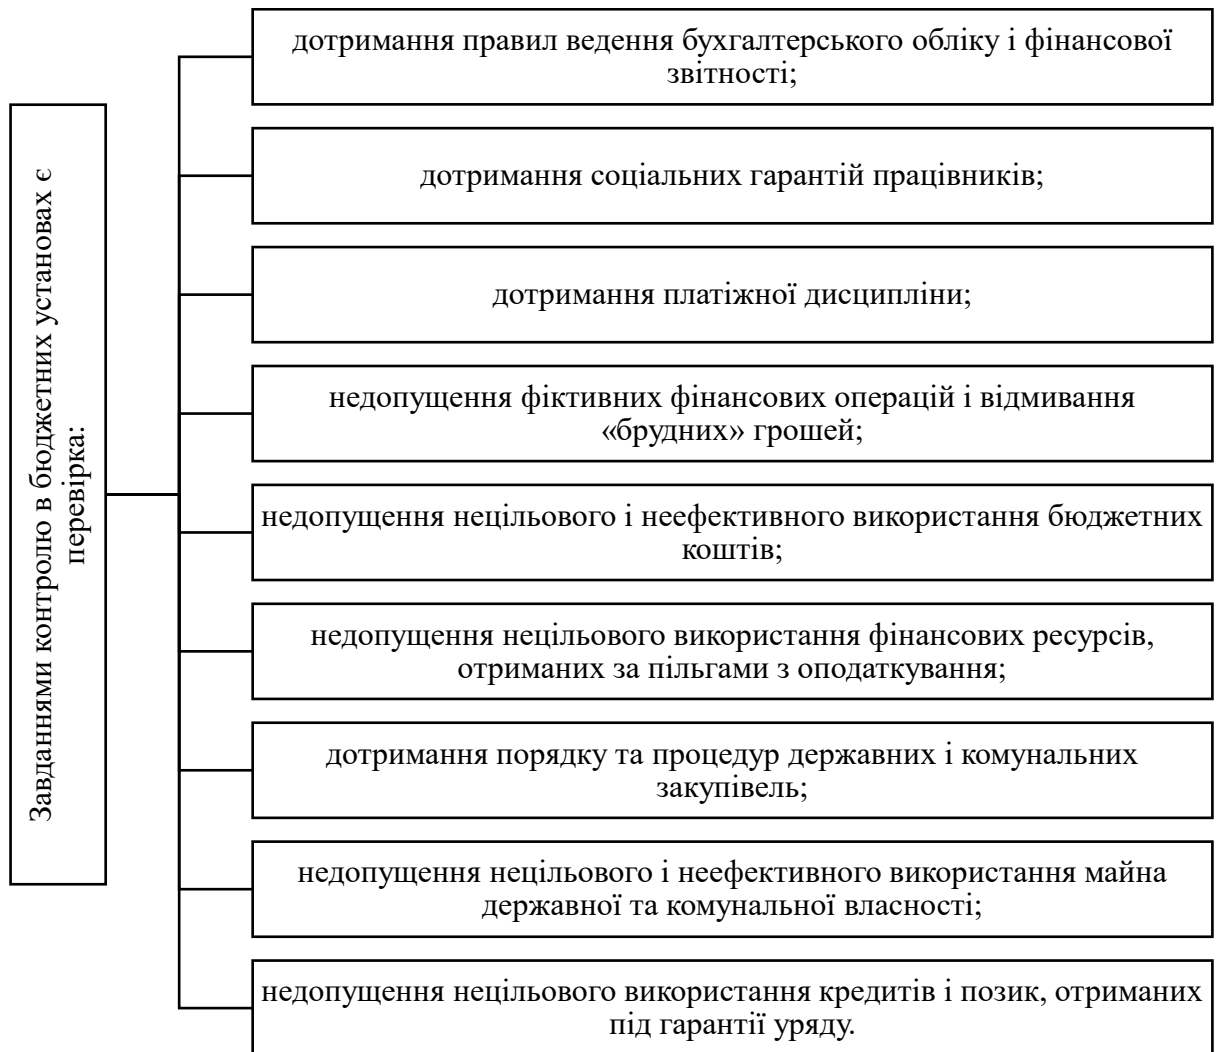 Завданнями контролю в бюджетних установах є
перевірка:
дотримання правил ведення бухгалтерського обліку і фінансової
звітності;
дотримання соціальних гарантій працівників;
дотримання платіжної дисципліни;
недопущення фіктивних фінансових операцій і відмивання
«брудних» грошей;
недопущення нецільового і неефективного використання бюджетних
коштів;
недопущення нецільового використання фінансових ресурсів,
отриманих за пільгами з оподаткування;
дотримання порядку та процедур державних і комунальних
закупівель;
недопущення нецільового і неефективного використання майна
державної та комунальної власності;
недопущення нецільового використання кредитів і позик, отриманих
під гарантії уряду.